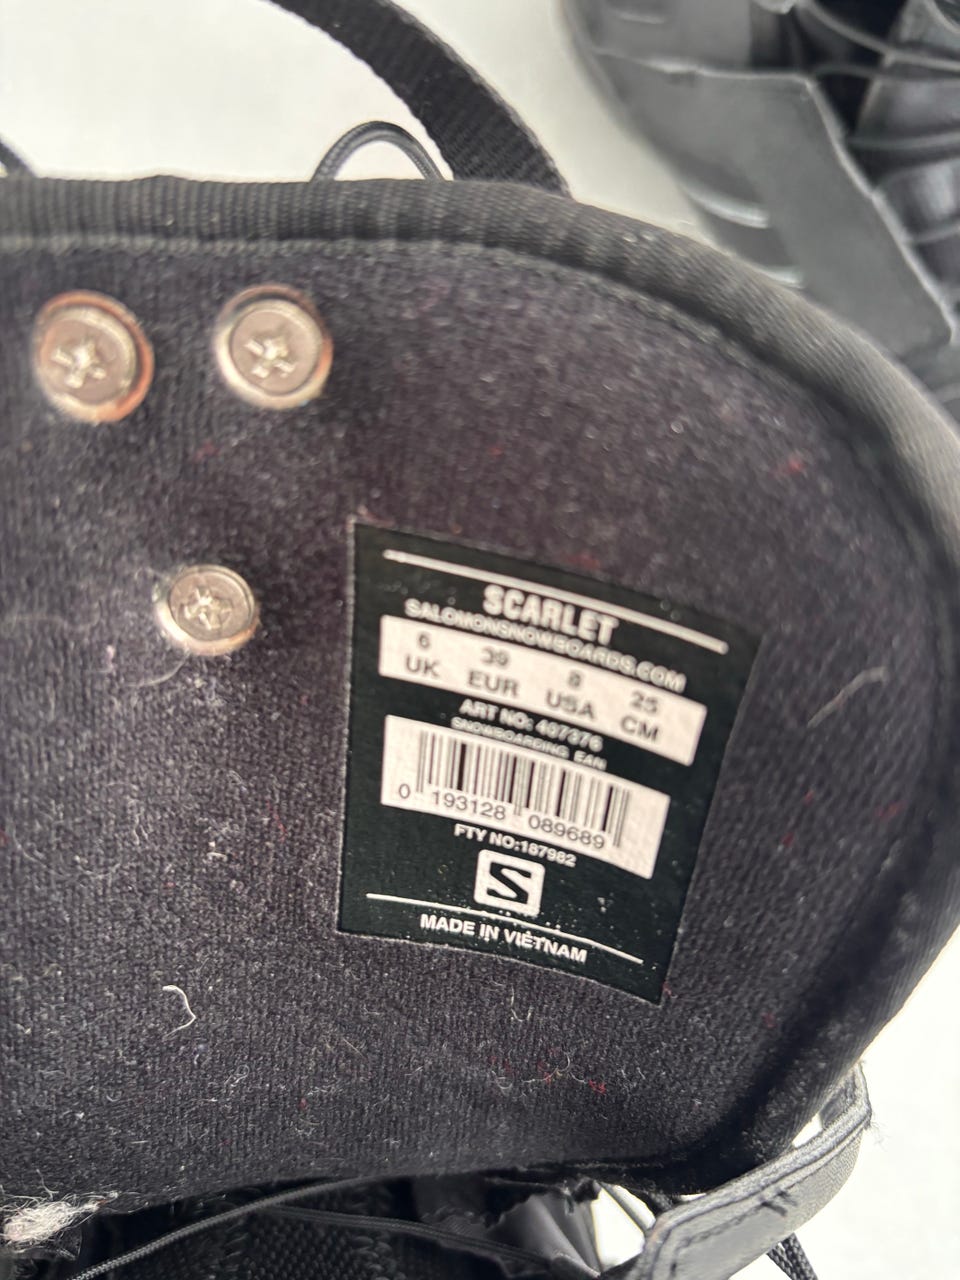 SCARLET
SALOMONSNOWBOARDS.COM
6 39 8 25
UK EUR USA CM
ART NO: 407376
SNOWBOARDING EAN
0 193128 089689
FTY NO:187982
S
MADE IN VIETNAM